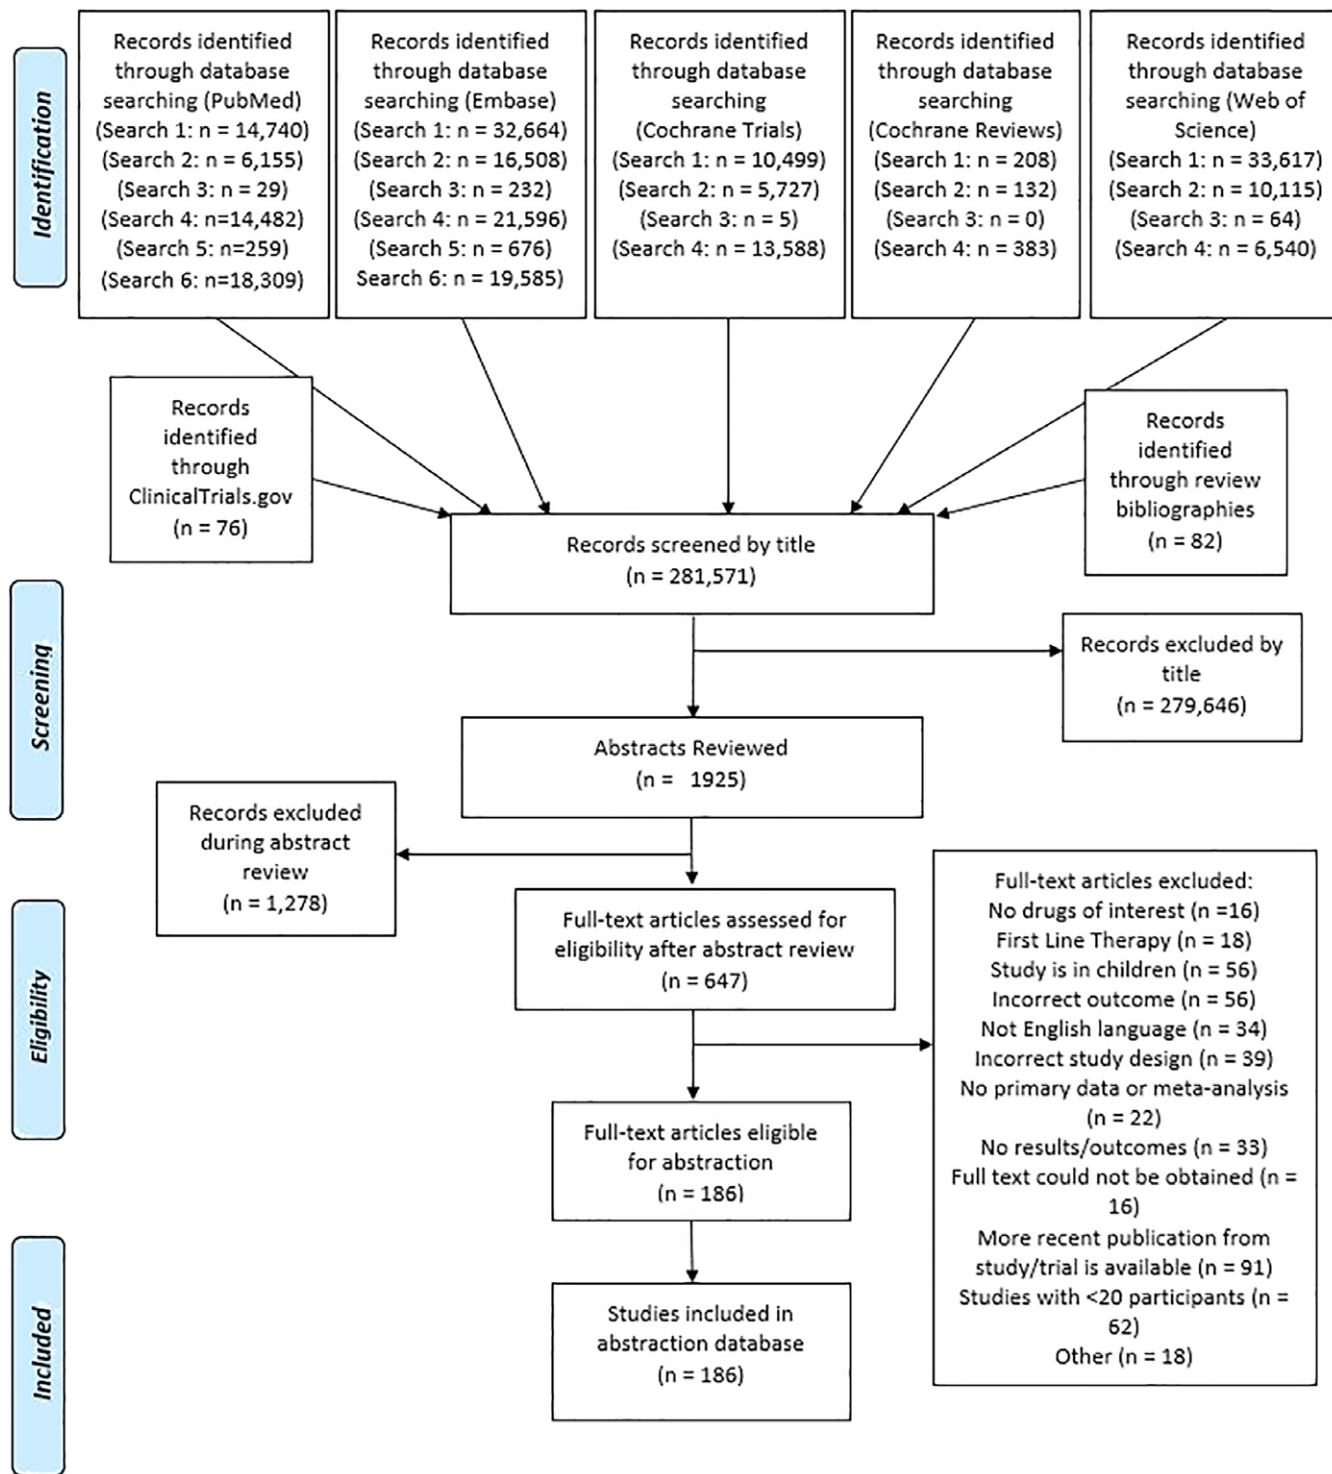 Identification
Records identified
through database
searching (PubMed)
(Search 1: n = 14,740)
(Search 2: n = 6,155)
(Search 3: n = 29)
(Search 4: n=14,482)
(Search 5: n=259)
(Search 6: n=18,309)
Records identified
through database
searching (Embase)
(Search 1: n = 32,664)
(Search 2: n = 16,508)
(Search 3: n = 232)
(Search 4: n = 21,596)
(Search 5: n = 676)
Search 6: n = 19,585)
Records identified
through database
searching
(Cochrane Trials)
(Search 1: n = 10,499)
(Search 2: n = 5,727)
(Search 3: n = 5)
(Search 4: n = 13,588)
Records identified
through database
searching
(Cochrane Reviews)
(Search 1: n = 208)
(Search 2: n = 132)
(Search 3: n = 0)
(Search 4: n = 383)
Records identified
through database
searching (Web of
Science)
(Search 1: n = 33,617)
(Search 2: n = 10,115)
(Search 3: n = 64)
(Search 4: n = 6,540)
Records
identified
through
ClinicalTrials.gov
(n = 76)
Records
identified
through review
bibliographies
(n = 82)
Records screened by title
(n = 281,571)
Screening
Records excluded by
title
(n = 279,646)
Abstracts Reviewed
(n =   1925)
Records excluded
during abstract
review
(n = 1,278)
Eligibility
Full-text articles assessed for
eligibility after abstract review
(n = 647)
Full-text articles excluded:
No drugs of interest (n =16)
First Line Therapy (n = 18)
Study is in children (n = 56)
Incorrect outcome (n = 56)
Not English language (n = 34)
Incorrect study design (n = 39)
No primary data or meta-analysis
(n = 22)
No results/outcomes (n = 33)
Full text could not be obtained (n =
16)
More recent publication from
study/trial is available (n = 91)
Studies with <20 participants (n =
62)
Other (n = 18)
Full-text articles eligible
for abstraction
(n = 186)
Included
Studies included in
abstraction database
(n = 186)